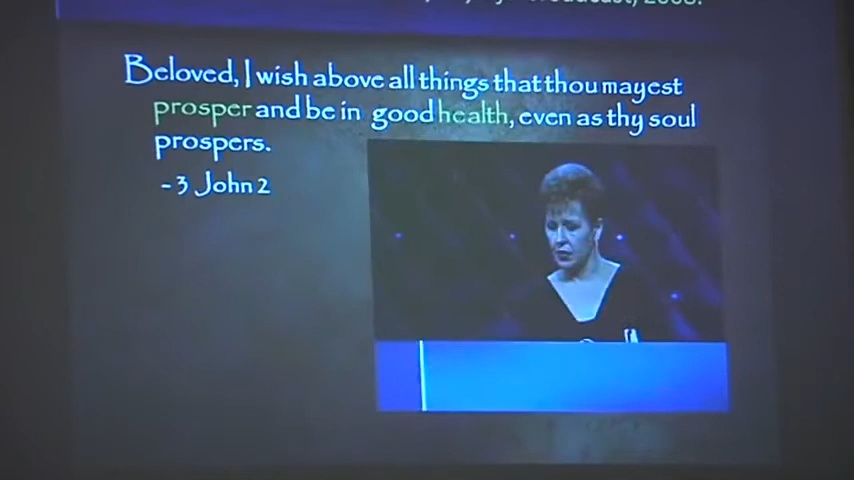 Beloved, I wish above all things that thou mayest
prosper and be in good health, even as thy soul
prospers.
- 3 John 2